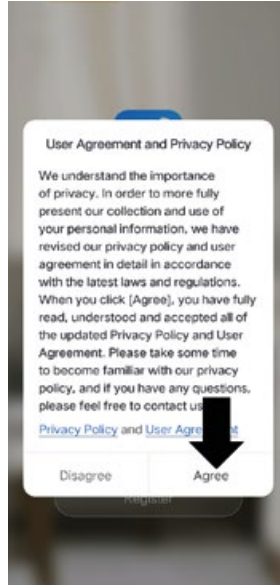 User Agreement and Privacy Policy
We understand the importance
of privacy. In order to more fully
present our collection and use of
your personal information, we have
revised our privacy policy and user
agreement in detail in accordance
with the latest laws and regulations.
When you click [Agree], you have fully
read, understood and accepted all of
the updated Privacy Policy and User
Agreement. Please take some time
to become familiar with our privacy
policy, and if you have any questions,
please feel free to contact us
Privacy Policy and User
Disagree Agree
Register